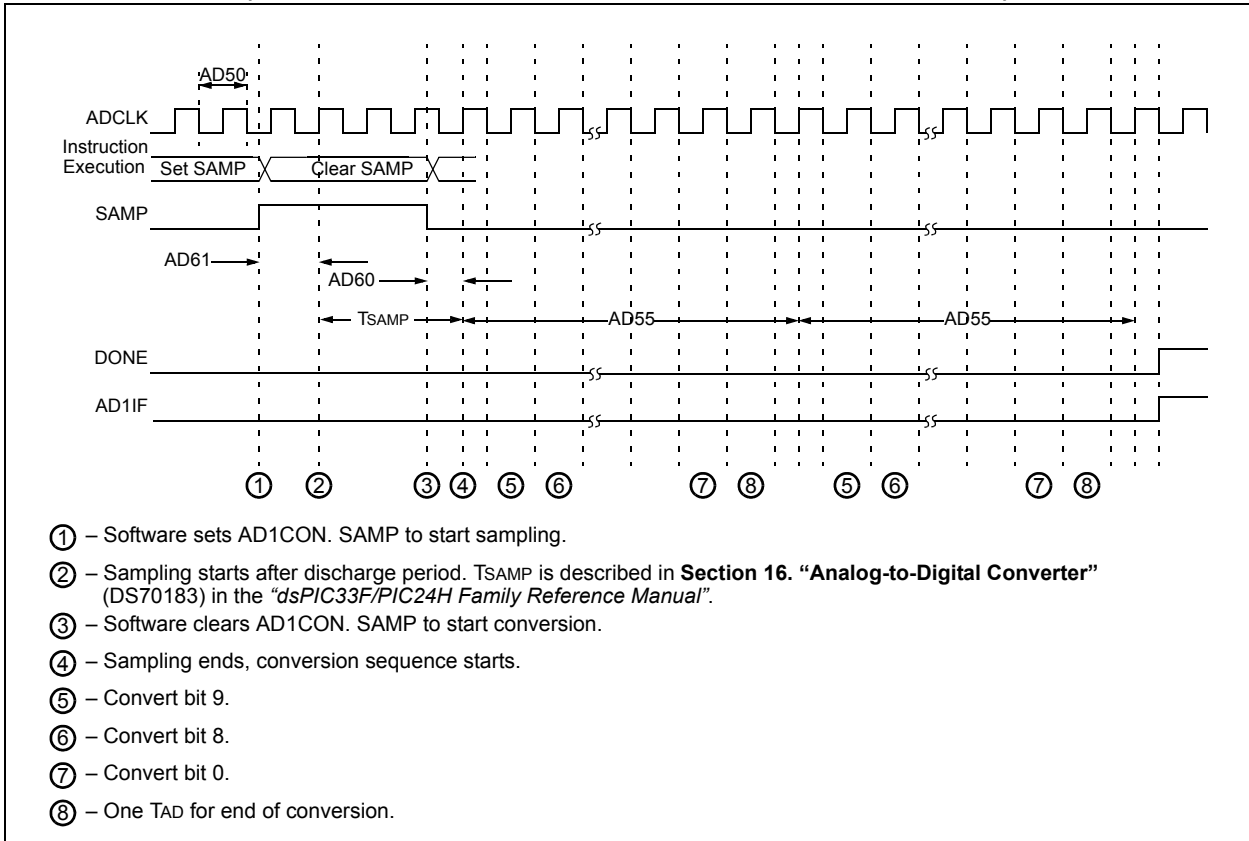 AD50
ADCLK
Instruction
Execution
Set SAMP
Clear SAMP
SAMP
AD61
AD60
TSAMP
AD55
AD55
DONE
AD1IF
1 2 3 4 5 6 7 8 5 6 7 8
1 – Software sets AD1CON. SAMP to start sampling.
2 – Sampling starts after discharge period. TSAMP is described in Section 16. “Analog-to-Digital Converter”
(DS70183) in the “dsPIC33F/PIC24H Family Reference Manual”.
3 – Software clears AD1CON. SAMP to start conversion.
4 – Sampling ends, conversion sequence starts.
5 – Convert bit 9.
6 – Convert bit 8.
7 – Convert bit 0.
8 – One TAD for end of conversion.